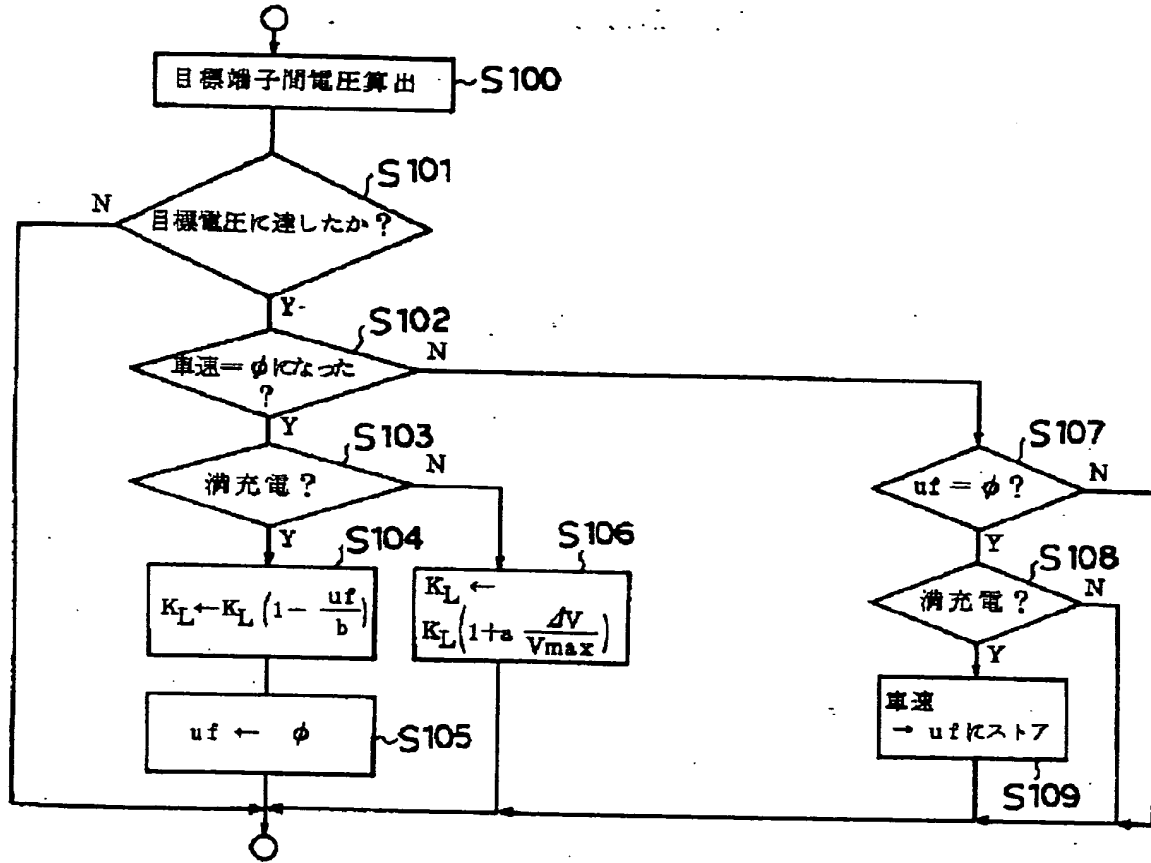 目標端子間電圧算出
S100
S101
N
目標電圧に達したか?
Y
S102
車速=φになった
?
N
Y
S103
満充電?
N
Y
S104
K_L←K_L(1-uf/b)
uf ← φ
S105
S106
K_L ←
K_L(1+a ΔV/Vmax)
S107
uf = φ?
N
Y
S108
満充電?
N
Y
車速
→ ufにストア
S109